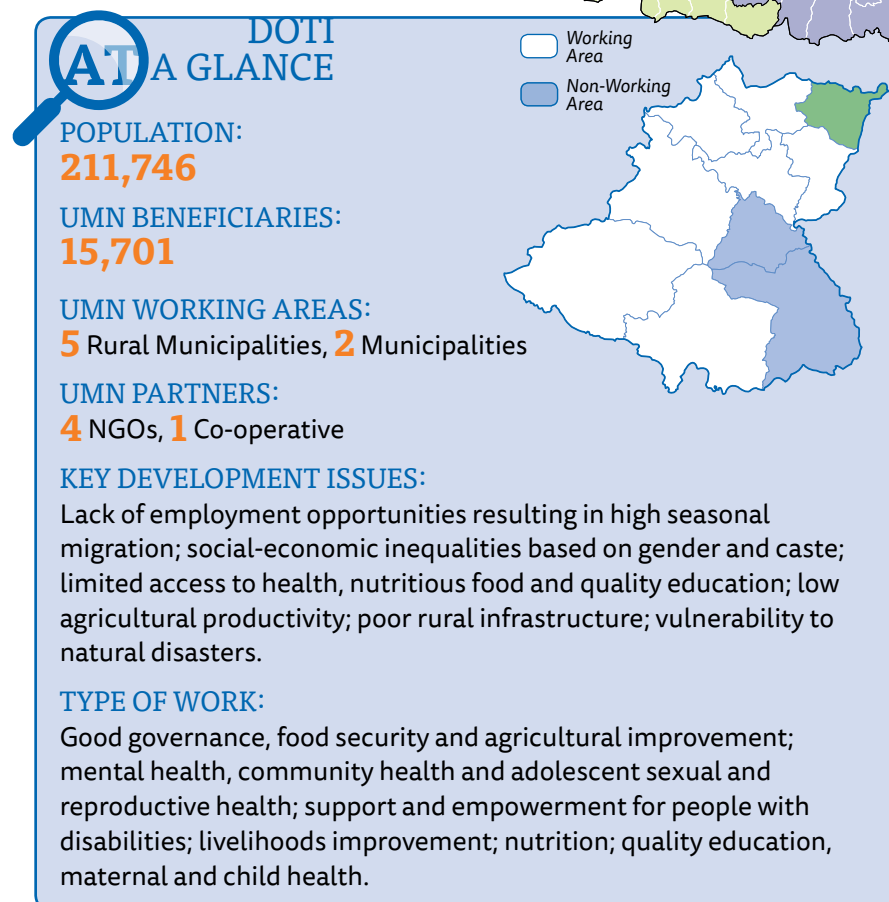 DOTI
AT A GLANCE
Working
Area
Non-Working
Area
POPULATION:
211,746
UMN BENEFICIARIES:
15,701
UMN WORKING AREAS:
5 Rural Municipalities, 2 Municipalities
UMN PARTNERS:
4 NGOs, 1 Co-operative
KEY DEVELOPMENT ISSUES:
Lack of employment opportunities resulting in high seasonal
migration; social-economic inequalities based on gender and caste;
limited access to health, nutritious food and quality education; low
agricultural productivity; poor rural infrastructure; vulnerability to
natural disasters.
TYPE OF WORK:
Good governance, food security and agricultural improvement;
mental health, community health and adolescent sexual and
reproductive health; support and empowerment for people with
disabilities; livelihoods improvement; nutrition; quality education,
maternal and child health.